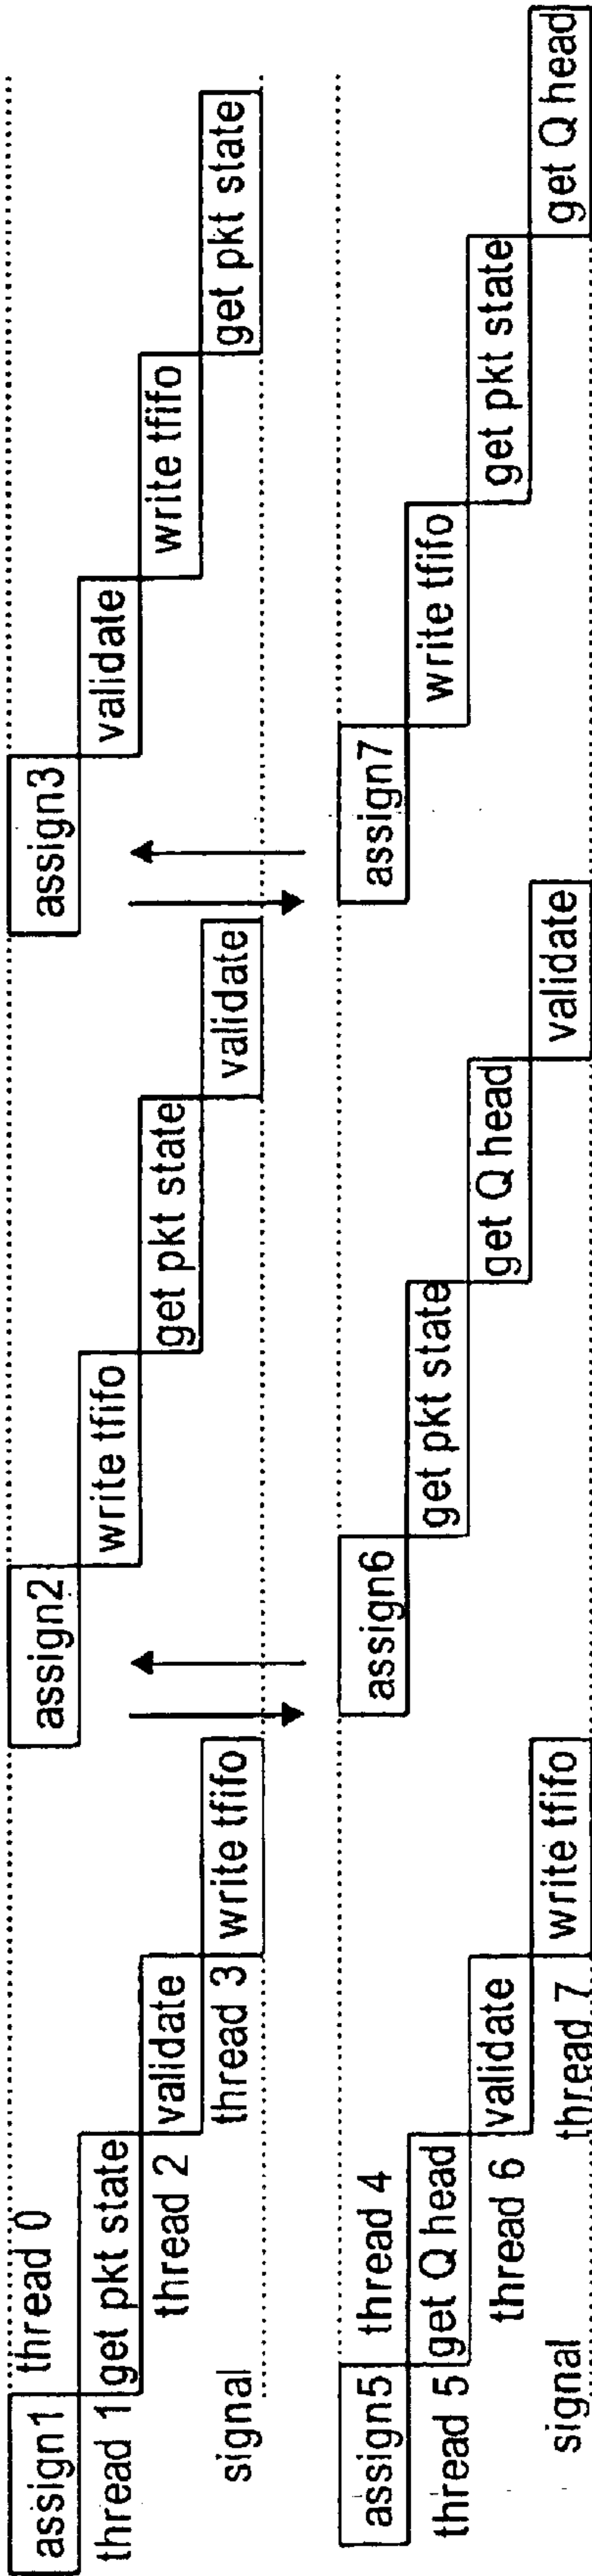 assign1 thread 0 assign2 assign3
thread 1 get pkt state write tfifo validate
thread 2 validate get pkt state write tfifo
signal thread 3 write tfifo validate get pkt state
assign5 thread 4 assign6 assign7
thread 5 get Q head get pkt state write tfifo
thread 6 validate get Q head get pkt state
signal thread 7 write tfifo validate get Q head